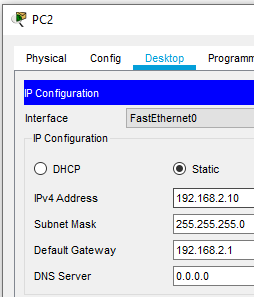 PC2
Physical Config Desktop Programm
IP Configuration
Interface FastEthernet0
IP Configuration
DHCP Static
IPv4 Address 192.168.2.10
Subnet Mask 255.255.255.0
Default Gateway 192.168.2.1
DNS Server 0.0.0.0